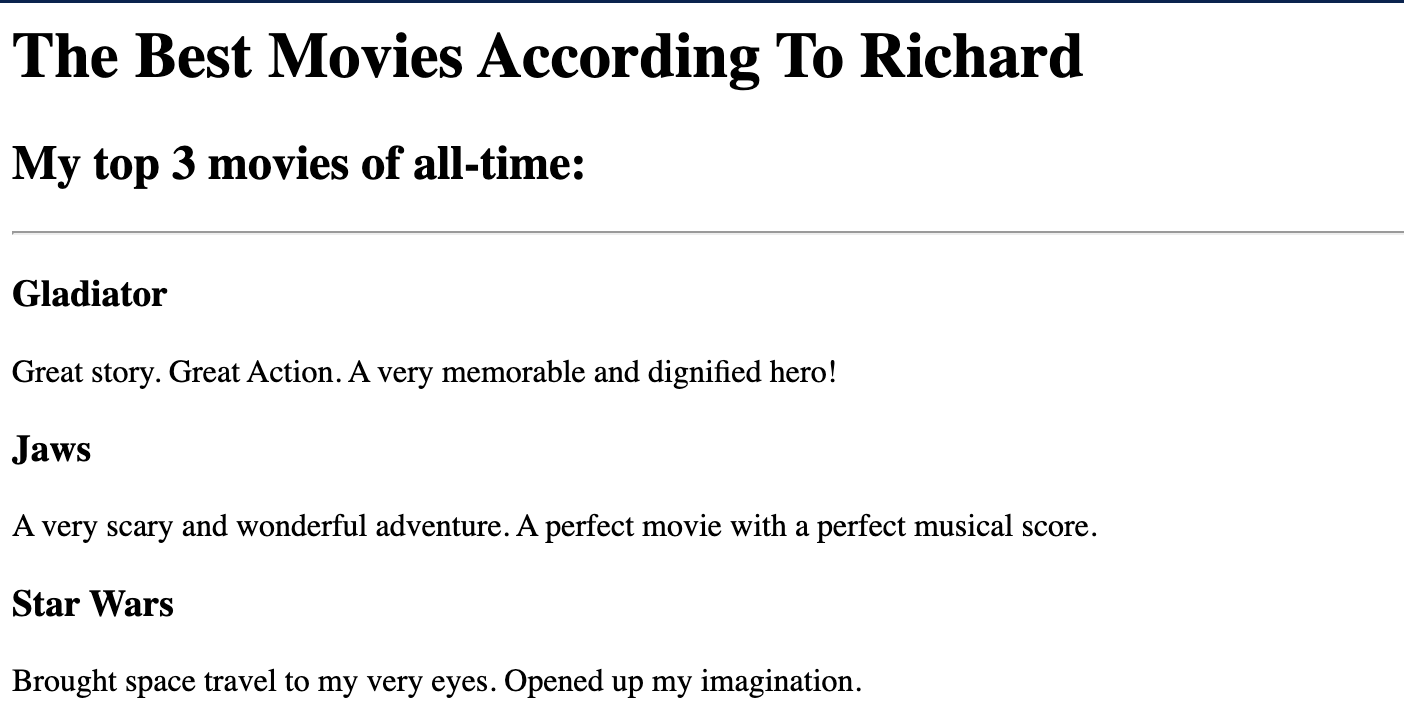 The Best Movies According To Richard
My top 3 movies of all-time:
Gladiator
Great story. Great Action. A very memorable and dignified hero!
Jaws
A very scary and wonderful adventure. A perfect movie with a perfect musical score.
Star Wars
Brought space travel to my very eyes. Opened up my imagination.